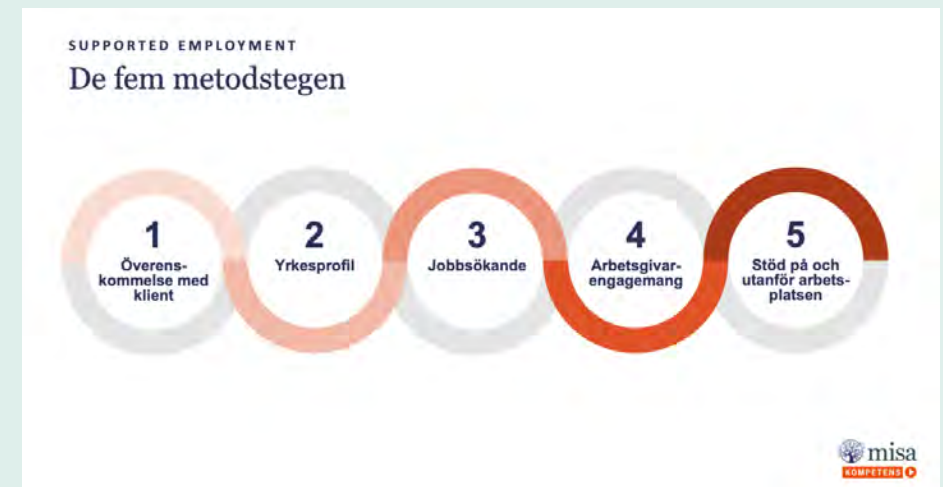 SUPPORTED EMPLOYMENT
De fem metodstegen
1
Överens-
kommelse med
klient
2
Yrkesprofil
3
Jobbsökande
4
Arbetsgivar-
engagemang
5
Stöd på och
utanför arbets-
platsen
misa
KOMPETENS